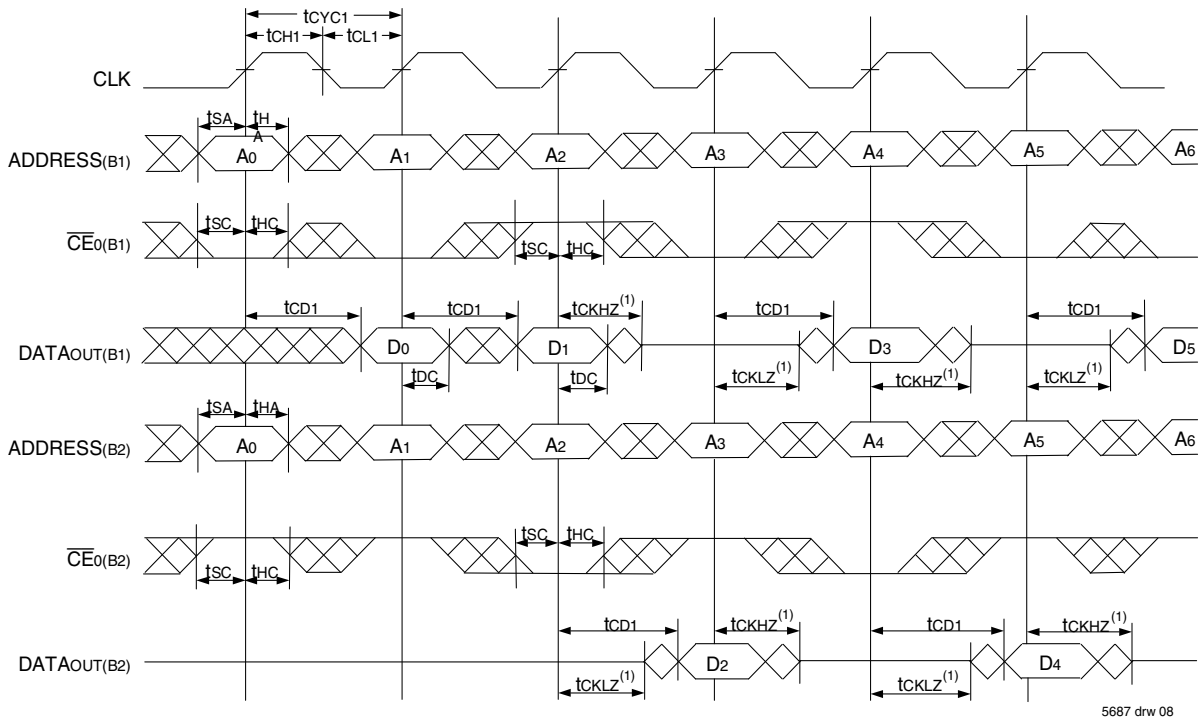 tCYC1
tCH1 tCL1
CLK
tSA tH
A
ADDRESS(B1) A0 A1 A2 A3 A4 A5 A6
tSC tHC
CE0(B1) tSC tHC
tCD1 tCD1 tCKHZ(1) tCD1 tCD1
DATAOUT(B1) D0 D1 D3 D5
tDC tDC tCKLZ(1) tCKHZ(1) tCKLZ(1)
tSA tHA
ADDRESS(B2) A0 A1 A2 A3 A4 A5 A6
tSC tHC
CE0(B2) tSC tHC
tCD1 tCKHZ(1) tCD1 tCKHZ(1)
DATAOUT(B2) D2 D4
tCKLZ(1) tCKLZ(1)
5687 drw 08